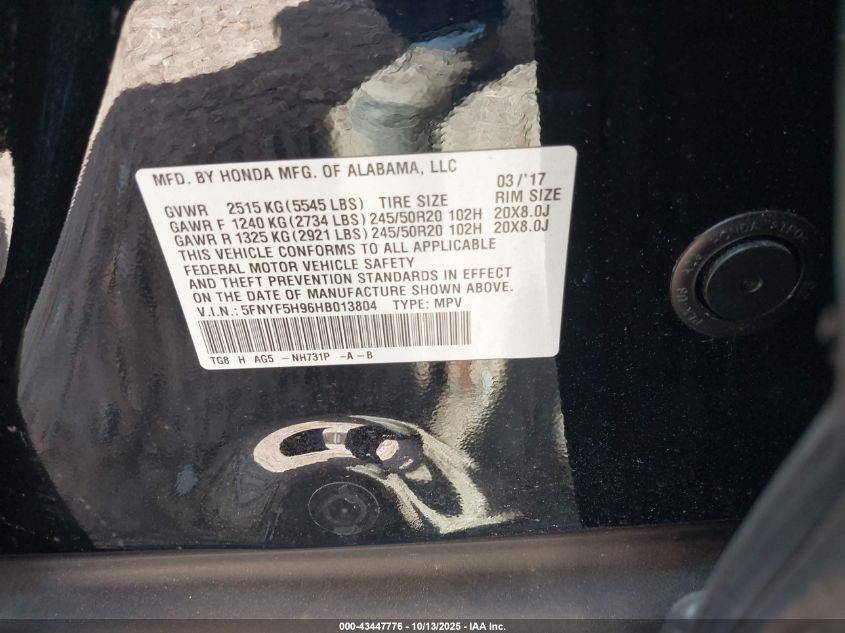 MFD. BY HONDA MFG. OF ALABAMA, LLC 03/'17
GVWR 2515 KG(5545 LBS) TIRE SIZE RIM SIZE
GAWR F 1240 KG(2734 LBS) 245/50R20 102H 20X8.0J
GAWR R 1325 KG(2921 LBS) 245/50R20 102H 20X8.0J
THIS VEHICLE CONFORMS TO ALL APPLICABLE
FEDERAL MOTOR VEHICLE SAFETY
AND THEFT PREVENTION STANDARDS IN EFFECT
ON THE DATE OF MANUFACTURE SHOWN ABOVE.
V.I.N.: 5FNYF5H96HB013804 TYPE: MPV
TG8 H AG5 -NH731P -A-B
HONDA
000-43447776 | 10/13/2025 - IAA Inc.